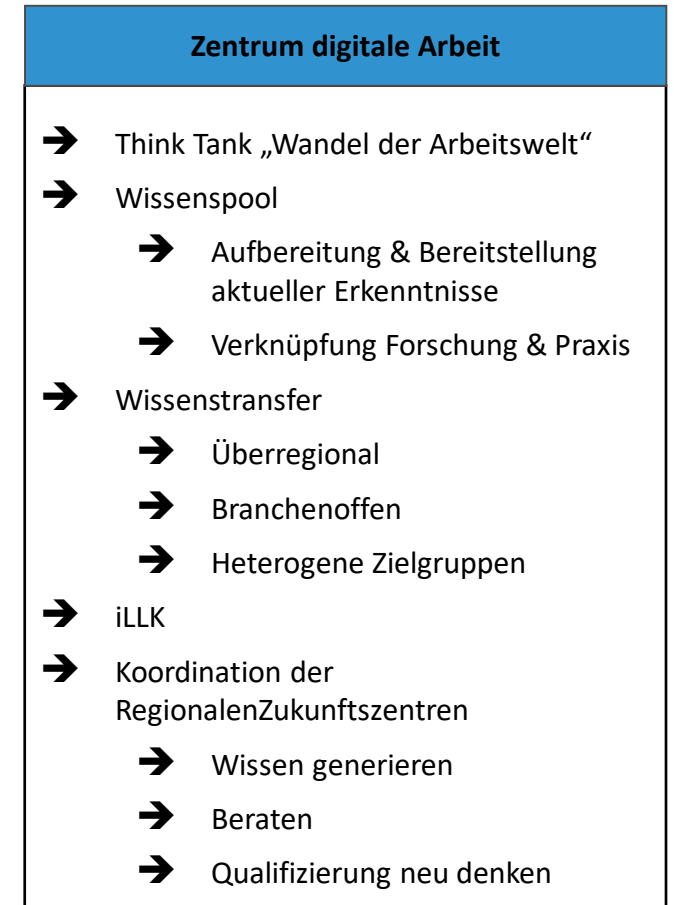 Zentrum digitale Arbeit
➔ Think Tank „Wandel der Arbeitswelt“
➔ Wissenspool
➔ Aufbereitung & Bereitstellung
aktueller Erkenntnisse
➔ Verknüpfung Forschung & Praxis
➔ Wissenstransfer
➔ Überregional
➔ Branchenoffen
➔ Heterogene Zielgruppen
➔ iLLK
➔ Koordination der
RegionalenZukunftszentren
➔ Wissen generieren
➔ Beraten
➔ Qualifizierung neu denken